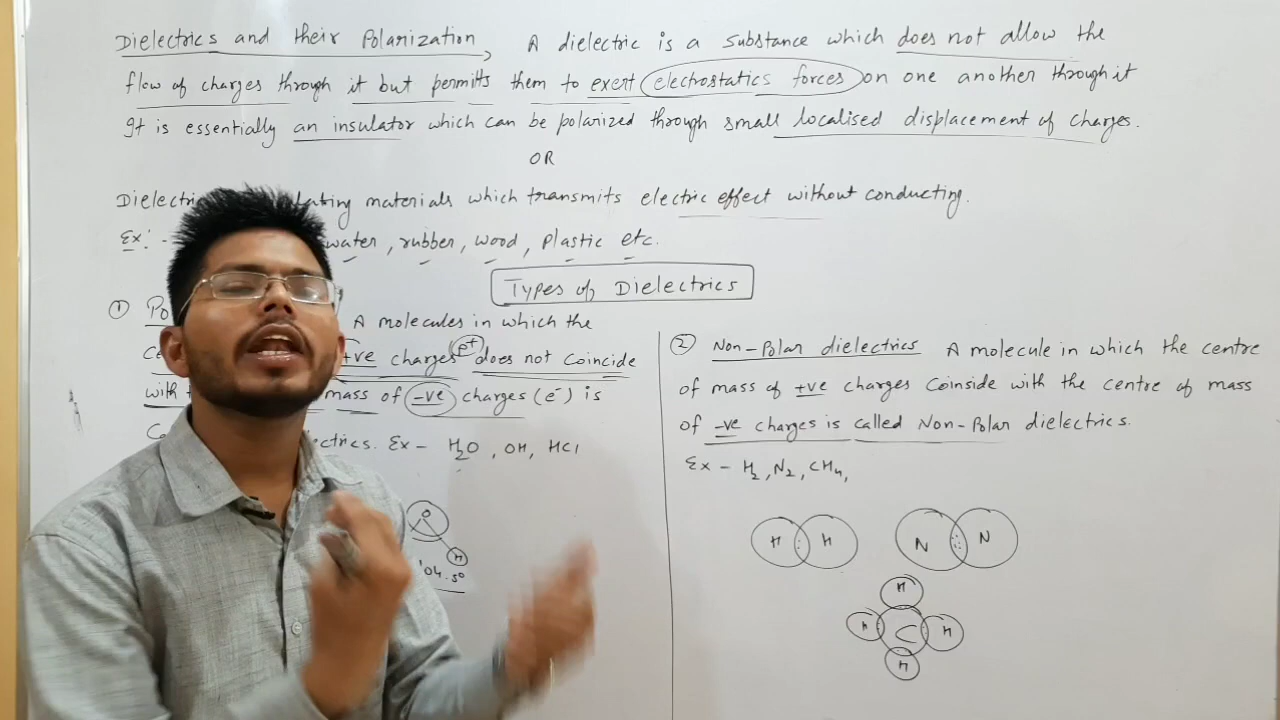 Dielectrics and their Polarization, A dielectric is a substance which does not allow the
flow of charges through it but permitts them to exert electrostatics forces on one another through it
It is essentially an insulator which can be polarized through small localised displacement of charges.
OR
materials which transmits electric effect without conducting.
Ex: - water, rubber, wood, plastic etc.
Types of Dielectrics
① A molecules in which the
+ve charges e+ does not coincide
with mass of -ve charges (e-) is
Ex - H2O, OH, HCl
O
H
104.5°
② Non-Polar dielectrics A molecule in which the centre
of mass of +ve charges Coinside with the centre of mass
of -ve charges is called Non-Polar dielectrics.
Ex - H2, N2, CH4,
H H N N
H
H C H
H